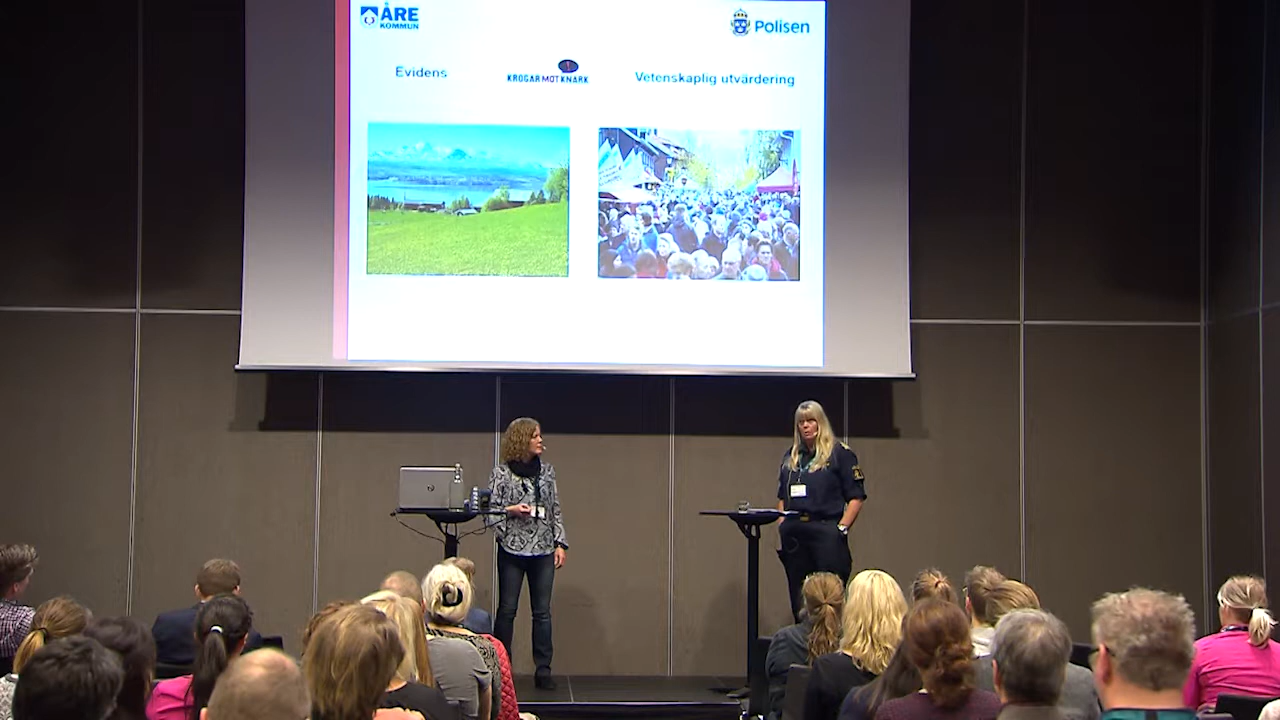 ÅRE
KOMMUN
Polisen
Evidens
KROGAR MOT KNARK
Vetenskaplig utvärdering